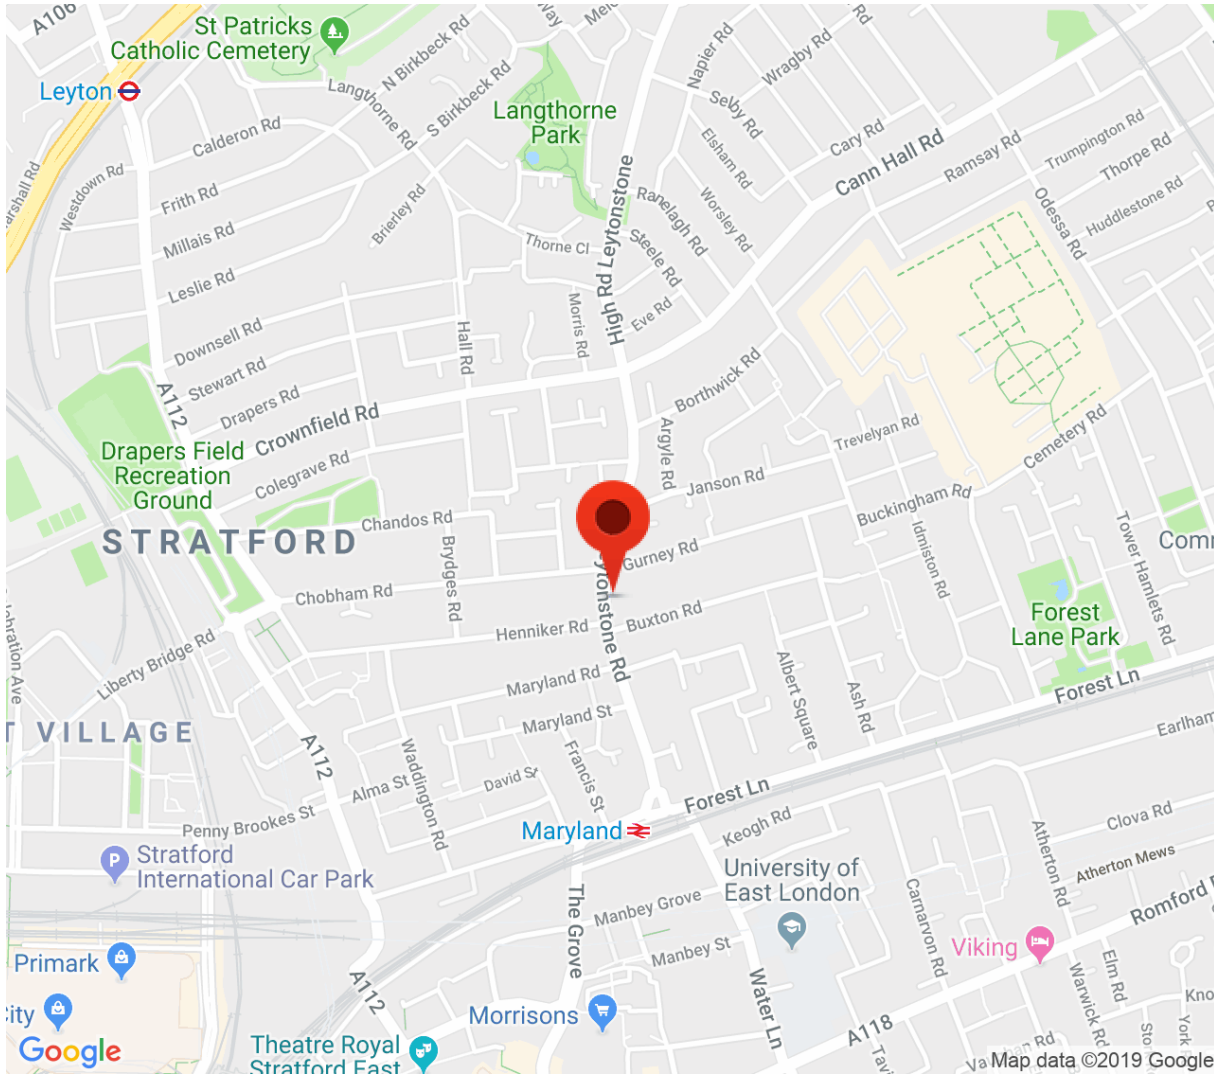 A106
St Patricks
Catholic Cemetery
Leyton
N Birkbeck Rd
Langthorne Rd
S Birkbeck Rd
Way
Langthorne
Park
Napier Rd
Wragby Rd
Selby Rd
Elsham Rd
Cary Rd
Cann Hall Rd
Ramsay Rd
Trumpington Rd
Thorpe Rd
Huddlestone Rd
Odessa Rd
Calderon Rd
Westdown Rd
Frith Rd
Millais Rd
Leslie Rd
Brierley Rd
Thorne Cl
High Rd Leytonstone
Ranelagh Rd
Worsley Rd
Steele Rd
Eve Rd
Morris Rd
Hall Rd
Downsell Rd
Stewart Rd
Drapers Rd
Crownfield Rd
Colegrave Rd
A112
Drapers Field
Recreation
Ground
STRATFORD
Borthwick Rd
Argyle Rd
Trevelyan Rd
Janson Rd
Cemetery Rd
Buckingham Rd
Idmiston Rd
Tower Hamlets Rd
Chandos Rd
Brydges Rd
Chobham Rd
Gurney Rd
Henniker Rd
Buxton Rd
eytonstone Rd
Forest
Lane Park
Liberty Bridge Rd
Maryland Rd
Maryland St
Albert Square
Ash Rd
Forest Ln
Earlham
T VILLAGE
A112
Waddington Rd
David St
Francis St
Alma St
Penny Brookes St
Forest Ln
Maryland
Keogh Rd
Clova Rd
Atherton Rd
Atherton Mews
Stratford
International Car Park
University of
East London
The Grove
Manbey Grove
Manbey St
Carnarvon Rd
Romford
Viking
Elm Rd
Warwick Rd
Primark
City
A112
Morrisons
Water Ln
A118
York
Kno
Theatre Royal
Stratford East
Google
Map data ©2019 Google